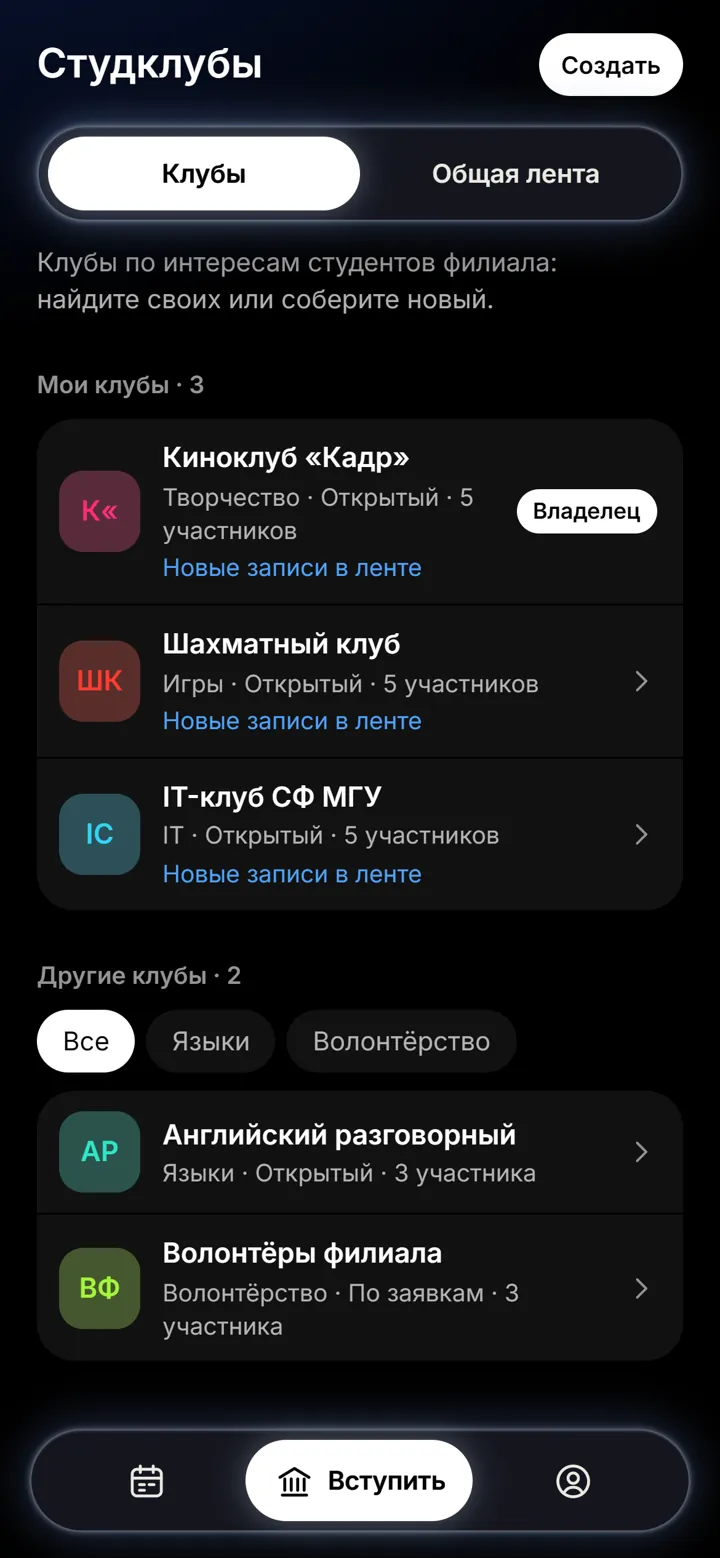 Студклубы
Создать
Клубы
Общая лента
Клубы по интересам студентов филиала:
найдите своих или соберите новый.
Мои клубы · 3
К«
Киноклуб «Кадр»
Творчество · Открытый · 5
участников
Новые записи в ленте
Владелец
ШК
Шахматный клуб
Игры · Открытый · 5 участников
Новые записи в ленте
IC
IT-клуб СФ МГУ
IT · Открытый · 5 участников
Новые записи в ленте
Другие клубы · 2
Все
Языки
Волонтёрство
АР
Английский разговорный
Языки · Открытый · 3 участника
ВФ
Волонтёры филиала
Волонтёрство · По заявкам · 3
участника
Вступить